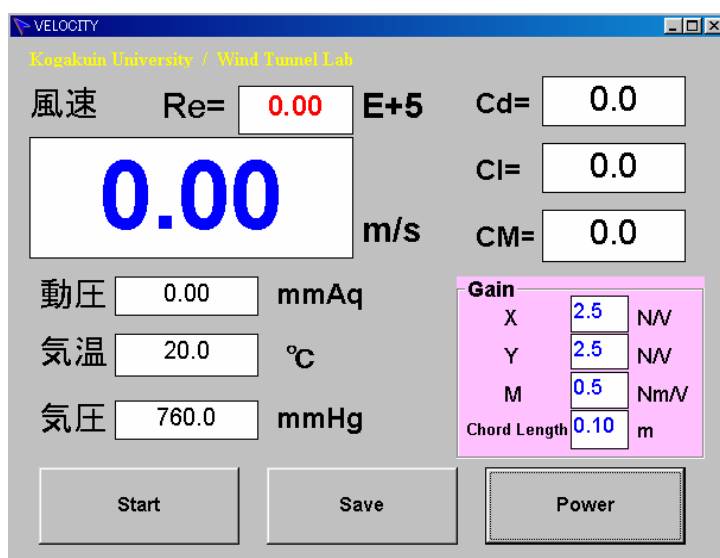 VELOCITY
Kogakuin University / Wind Tunnel Lab
風速 Re= 0.00 E+5
0.00 m/s
Cd= 0.0
Cl= 0.0
CM= 0.0
動圧 0.00 mmAq
気温 20.0 ℃
気圧 760.0 mmHg
Gain
X 2.5 N/V
Y 2.5 N/V
M 0.5 Nm/V
Chord Length 0.10 m
Start Save Power